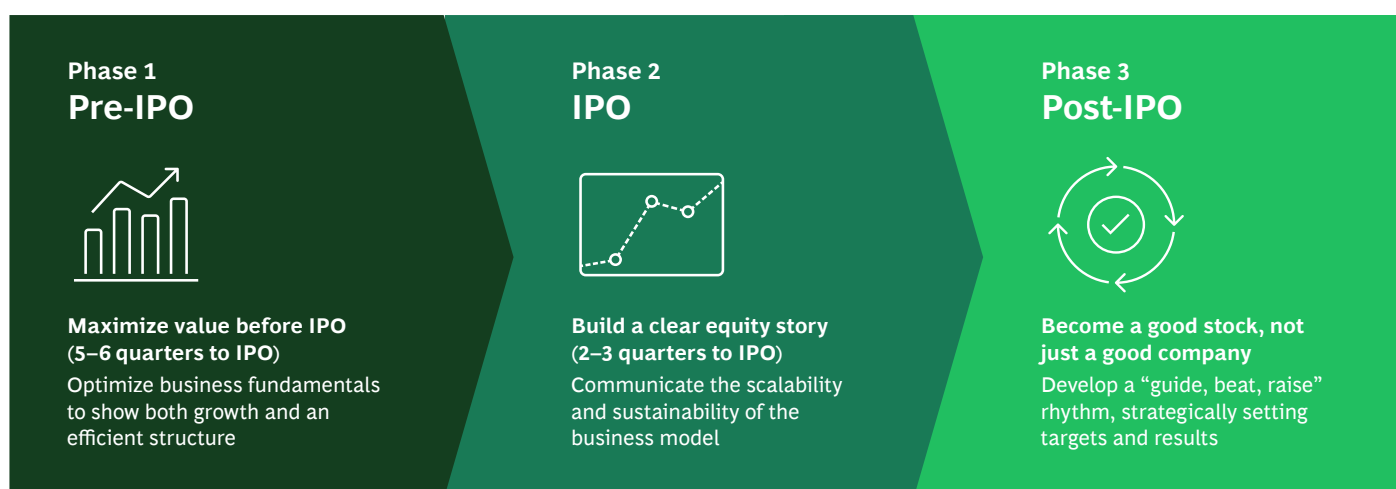 Phase 1
Pre-IPO
Maximize value before IPO
(5–6 quarters to IPO)
Optimize business fundamentals
to show both growth and an
efficient structure
Phase 2
IPO
Build a clear equity story
(2–3 quarters to IPO)
Communicate the scalability
and sustainability of the
business model
Phase 3
Post-IPO
Become a good stock, not
just a good company
Develop a “guide, beat, raise”
rhythm, strategically setting
targets and results